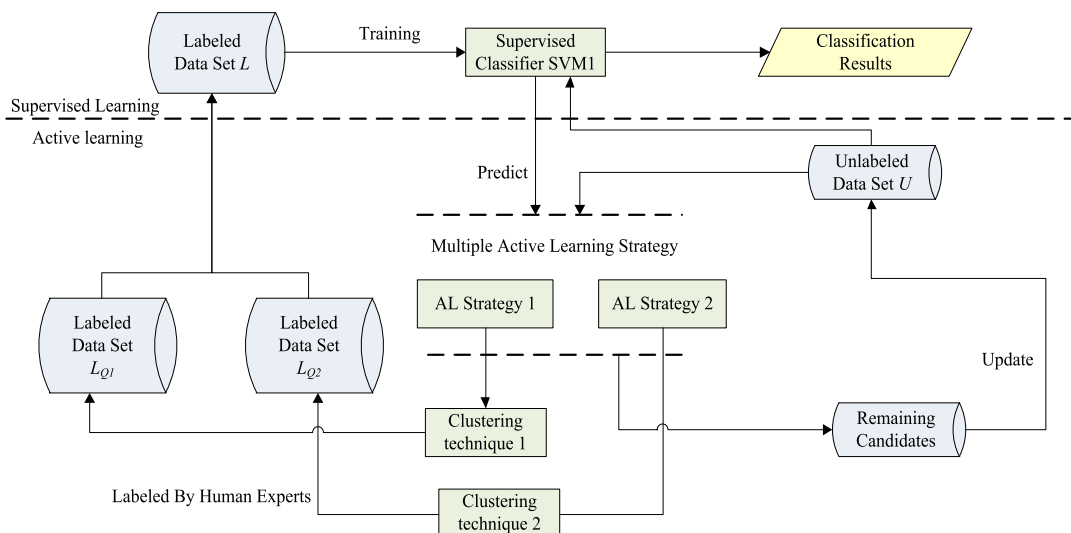 Labeled
Data Set L
Training
Supervised
Classifier SVM1
Classification
Results
Supervised Learning
Active learning
Predict
Unlabeled
Data Set U
Multiple Active Learning Strategy
AL Strategy 1
AL Strategy 2
Labeled
Data Set
LQ1
Labeled
Data Set
LQ2
Update
Clustering
technique 1
Remaining
Candidates
Labeled By Human Experts
Clustering
technique 2